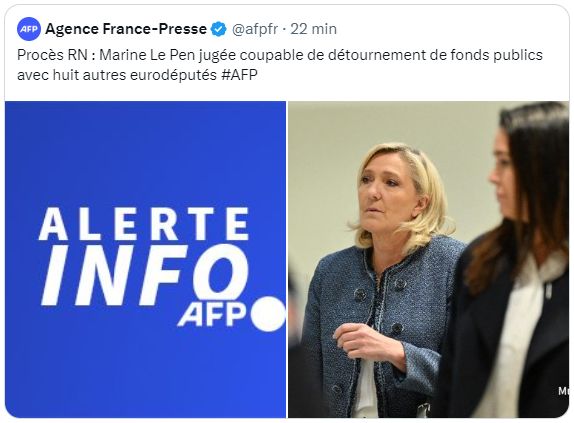 AFP Agence France-Presse @afpfr · 22 min
Procès RN : Marine Le Pen jugée coupable de détournement de fonds publics
avec huit autres eurodéputés #AFP
ALERTE
INFO
AFP